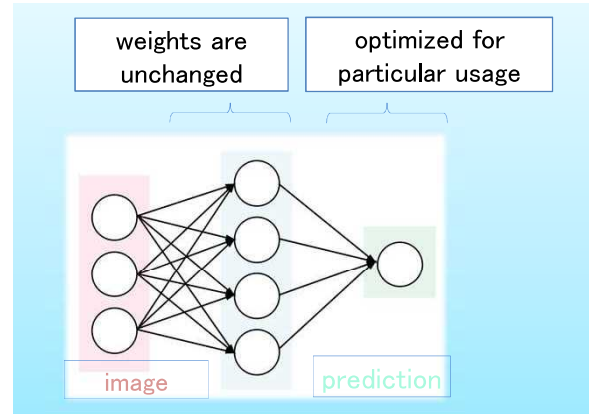 weights are
unchanged
optimized for
particular usage
image
prediction